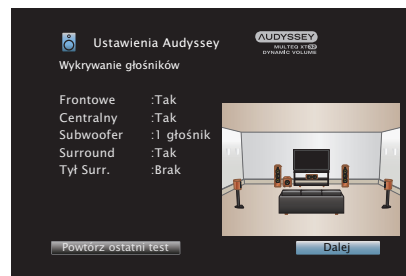 Ustawienia Audyssey
AUDYSSEY
MULTEQ XT32
DYNAMIC VOLUME
Wykrywanie głośników
Frontowe :Tak
Centralny :Tak
Subwoofer :1 głośnik
Surround :Tak
Tył Surr. :Brak
Powtórz ostatni test
Dalej